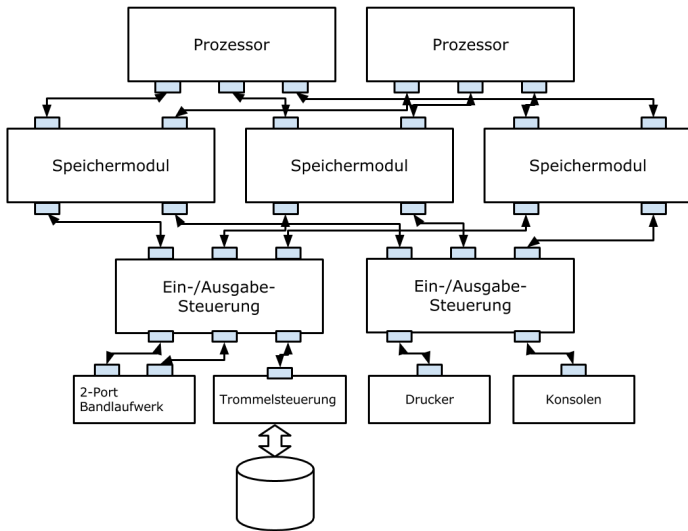 Prozessor
Prozessor
Speichermodul
Speichermodul
Speichermodul
Ein-/Ausgabe-
Steuerung
Ein-/Ausgabe-
Steuerung
2-Port
Bandlaufwerk
Trommelsteuerung
Drucker
Konsolen